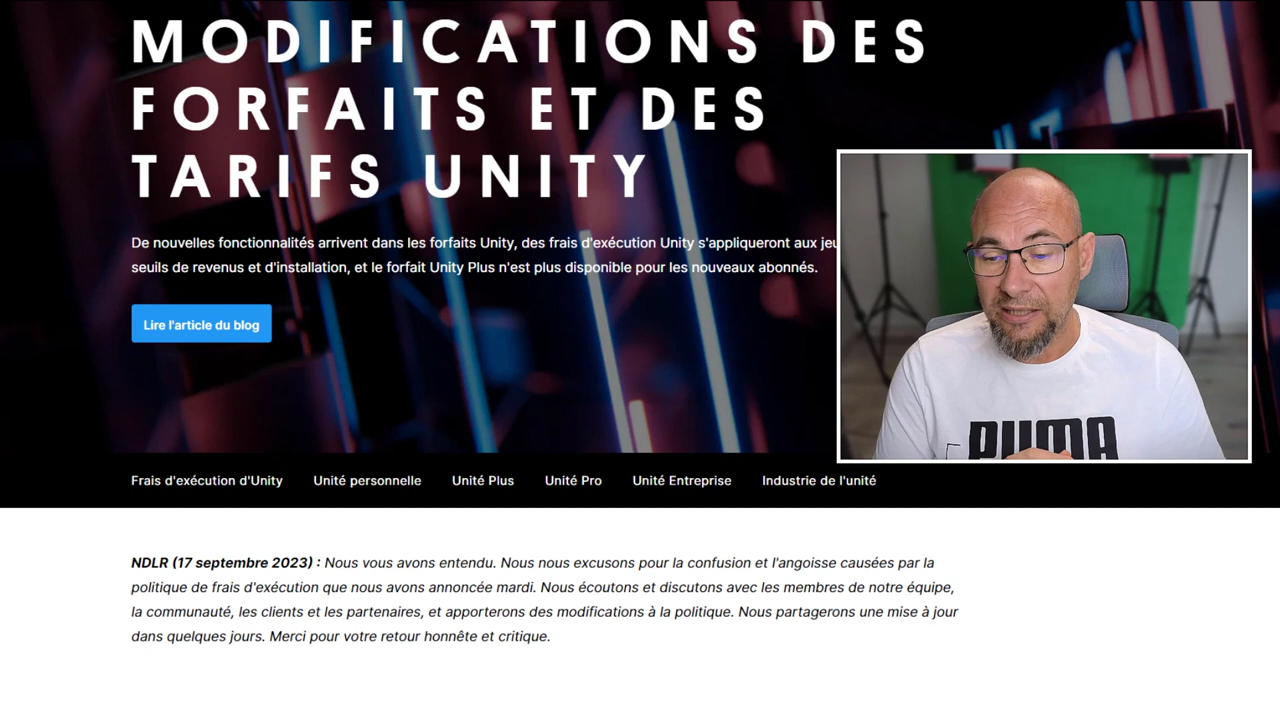 MODIFICATIONS DES
FORFAITS ET DES
TARIFS UNITY
De nouvelles fonctionnalités arrivent dans les forfaits Unity, des frais d'exécution Unity s'appliqueront aux
seuils de revenus et d'installation, et le forfait Unity Plus n'est plus disponible pour les nouveaux abonnés.
Lire l'article du blog
PUMA
Frais d'exécution d'Unity Unité personnelle Unité Plus Unité Pro Unité Entreprise Industrie de l'unité
NDLR (17 septembre 2023) : Nous vous avons entendu. Nous nous excusons pour la confusion et l'angoisse causées par la
politique de frais d'exécution que nous avons annoncée mardi. Nous écoutons et discutons avec les membres de notre équipe,
la communauté, les clients et les partenaires, et apporterons des modifications à la politique. Nous partagerons une mise à jour
dans quelques jours. Merci pour votre retour honnête et critique.